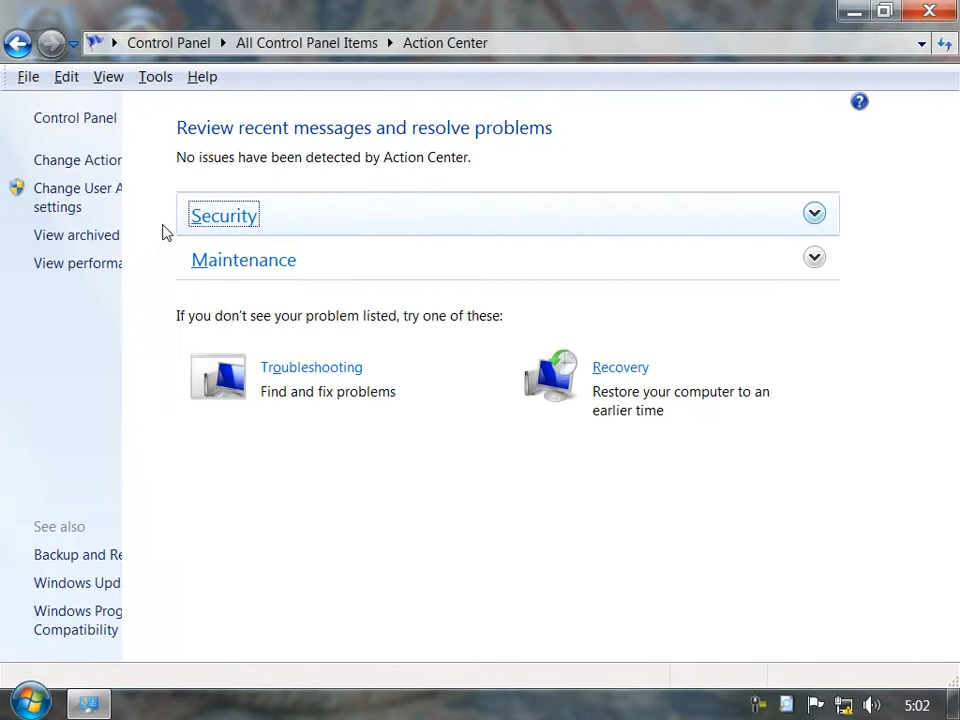 Control Panel All Control Panel Items Action Center
File Edit View Tools Help
Control Panel
Change Action
Change User A
settings
View archived
View performa
Review recent messages and resolve problems
No issues have been detected by Action Center.
Security
Maintenance
If you don't see your problem listed, try one of these:
Troubleshooting
Find and fix problems
Recovery
Restore your computer to an
earlier time
See also
Backup and Re
Windows Upd
Windows Prog
Compatibility
5:02